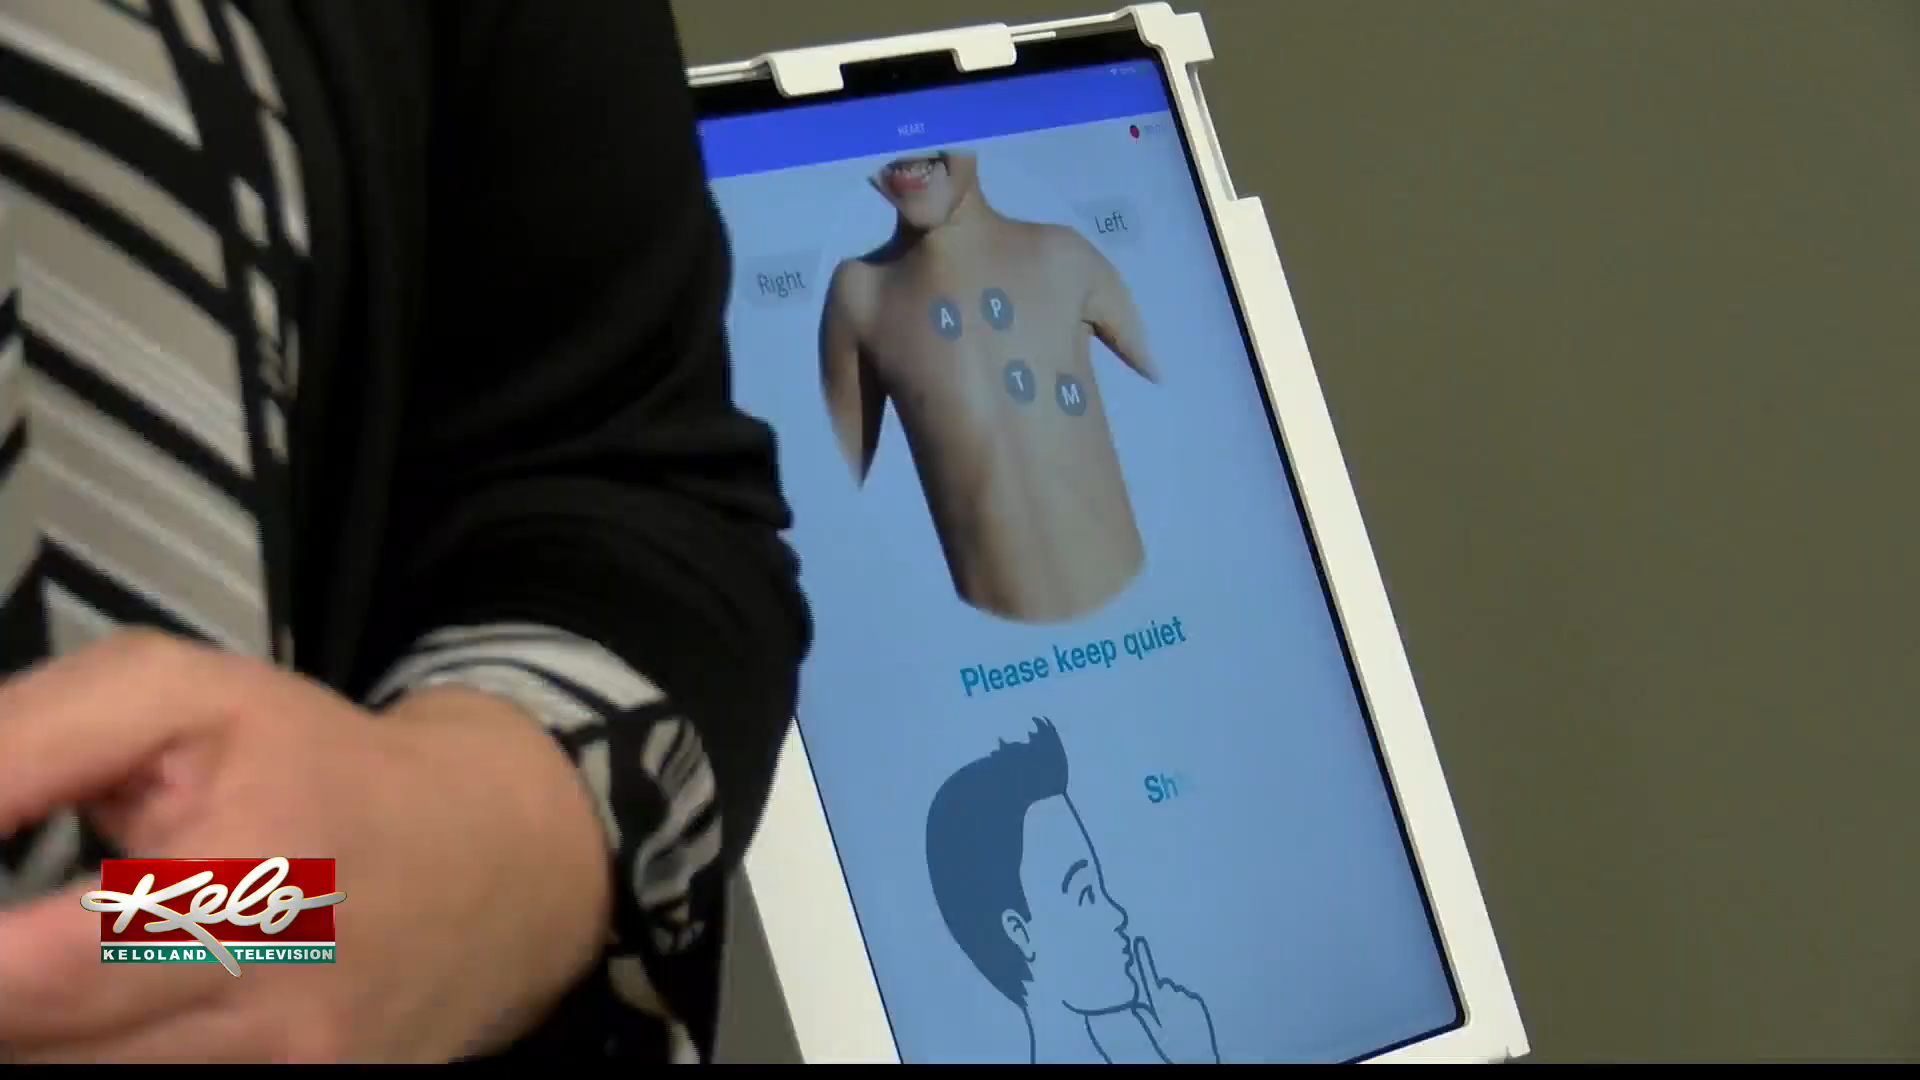 HEART
Left
Right
A P
T M
Please keep quiet
Sh
Kelo
KELOLAND TELEVISION